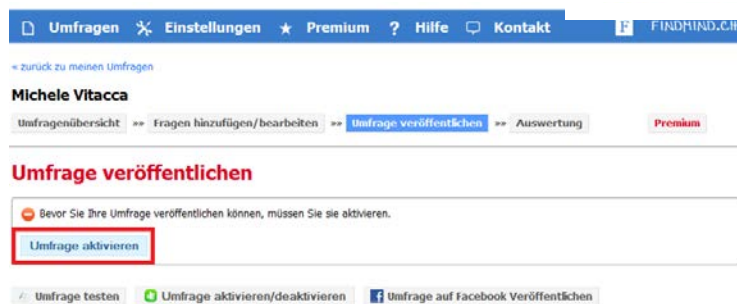 Umfragen Einstellungen Premium ? Hilfe Kontakt F FINDMIND.CH
« zurück zu meinen Umfragen
Michele Vitacca
Umfragenübersicht »» Fragen hinzufügen/bearbeiten »» Umfrage veröffentlichen »» Auswertung Premium
Umfrage veröffentlichen
Bevor Sie Ihre Umfrage veröffentlichen können, müssen Sie sie aktivieren.
Umfrage aktivieren
Umfrage testen Umfrage aktivieren/deaktivieren f Umfrage auf Facebook Veröffentlichen